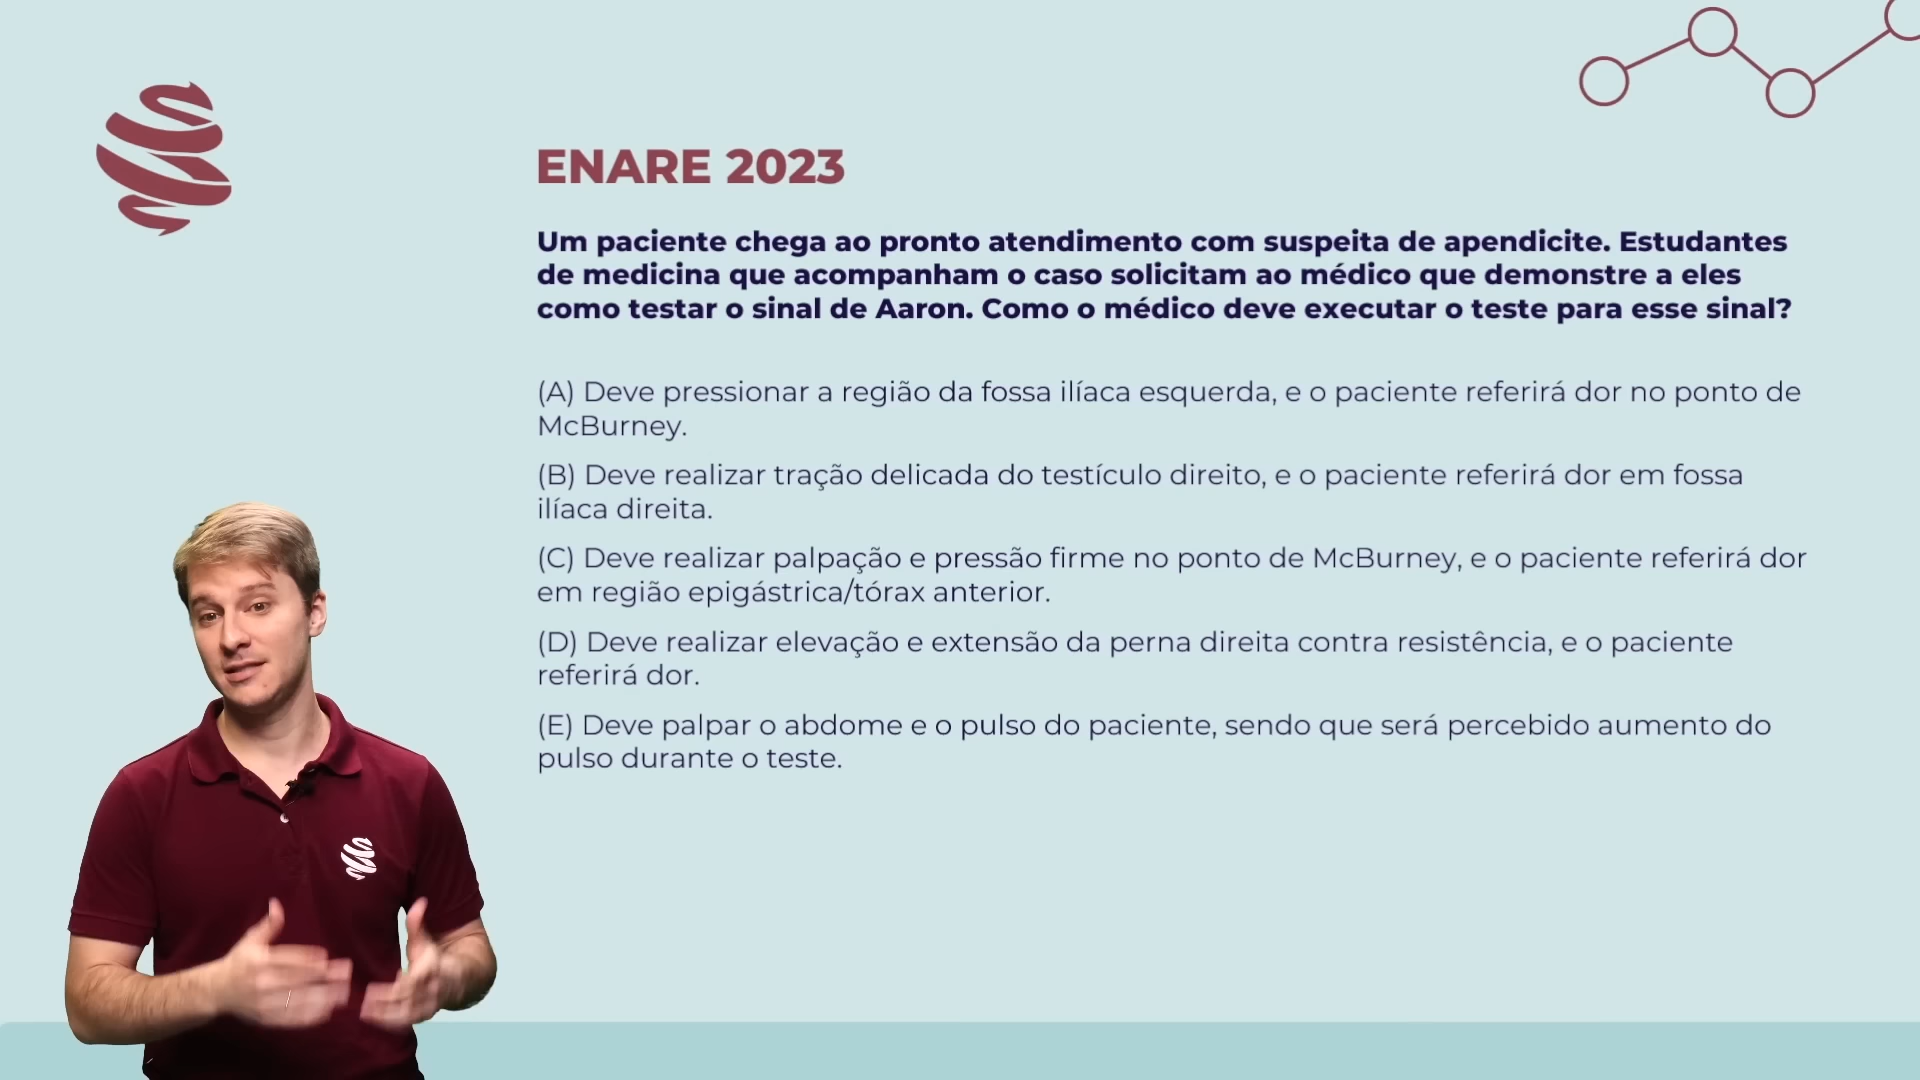 ENARE 2023
Um paciente chega ao pronto atendimento com suspeita de apendicite. Estudantes
de medicina que acompanham o caso solicitam ao médico que demonstre a eles
como testar o sinal de Aaron. Como o médico deve executar o teste para esse sinal?
(A) Deve pressionar a região da fossa ilíaca esquerda, e o paciente referirá dor no ponto de
McBurney.
(B) Deve realizar tração delicada do testículo direito, e o paciente referirá dor em fossa
ilíaca direita.
(C) Deve realizar palpação e pressão firme no ponto de McBurney, e o paciente referirá dor
em região epigástrica/tórax anterior.
(D) Deve realizar elevação e extensão da perna direita contra resistência, e o paciente
referirá dor.
(E) Deve palpar o abdome e o pulso do paciente, sendo que será percebido aumento do
pulso durante o teste.